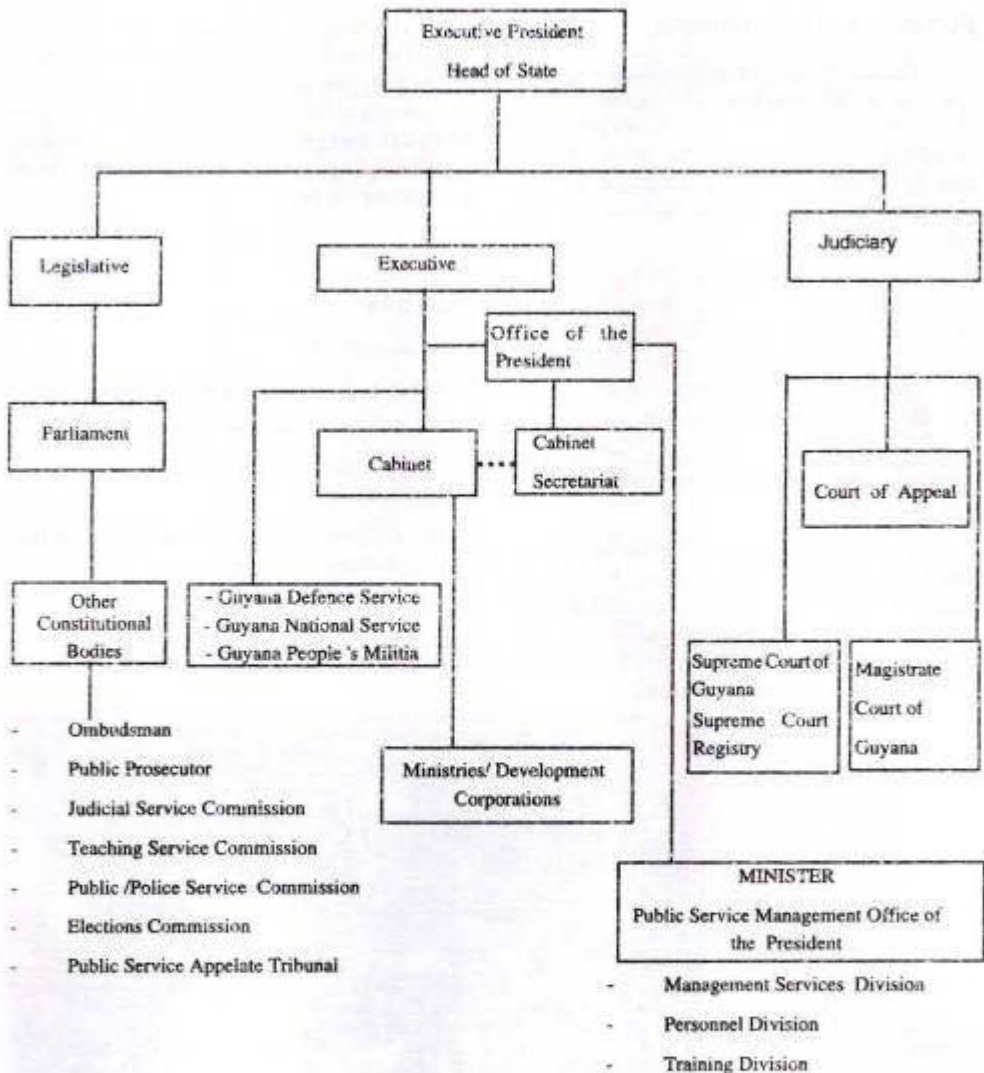 Executive President
Head of State
Legislative
Executive
Judiciary
Office of the
President
Parliament
Cabinet
Cabinet
Secretariat
Court of Appeal
Other
Constitutional
Bodies
- Guyana Defence Service
- Guyana National Service
- Guyana People's Militia
Supreme Court of
Guyana
Supreme Court
Registry
Magistrate
Court of
Guyana
- Ombudsman
- Public Prosecutor
- Judicial Service Commission
- Teaching Service Commission
- Public /Police Service Commission
- Elections Commission
- Public Service Appelate Tribunal
Ministries/ Development
Corporations
MINISTER
Public Service Management Office of
the President
- Management Services Division
- Personnel Division
- Training Division